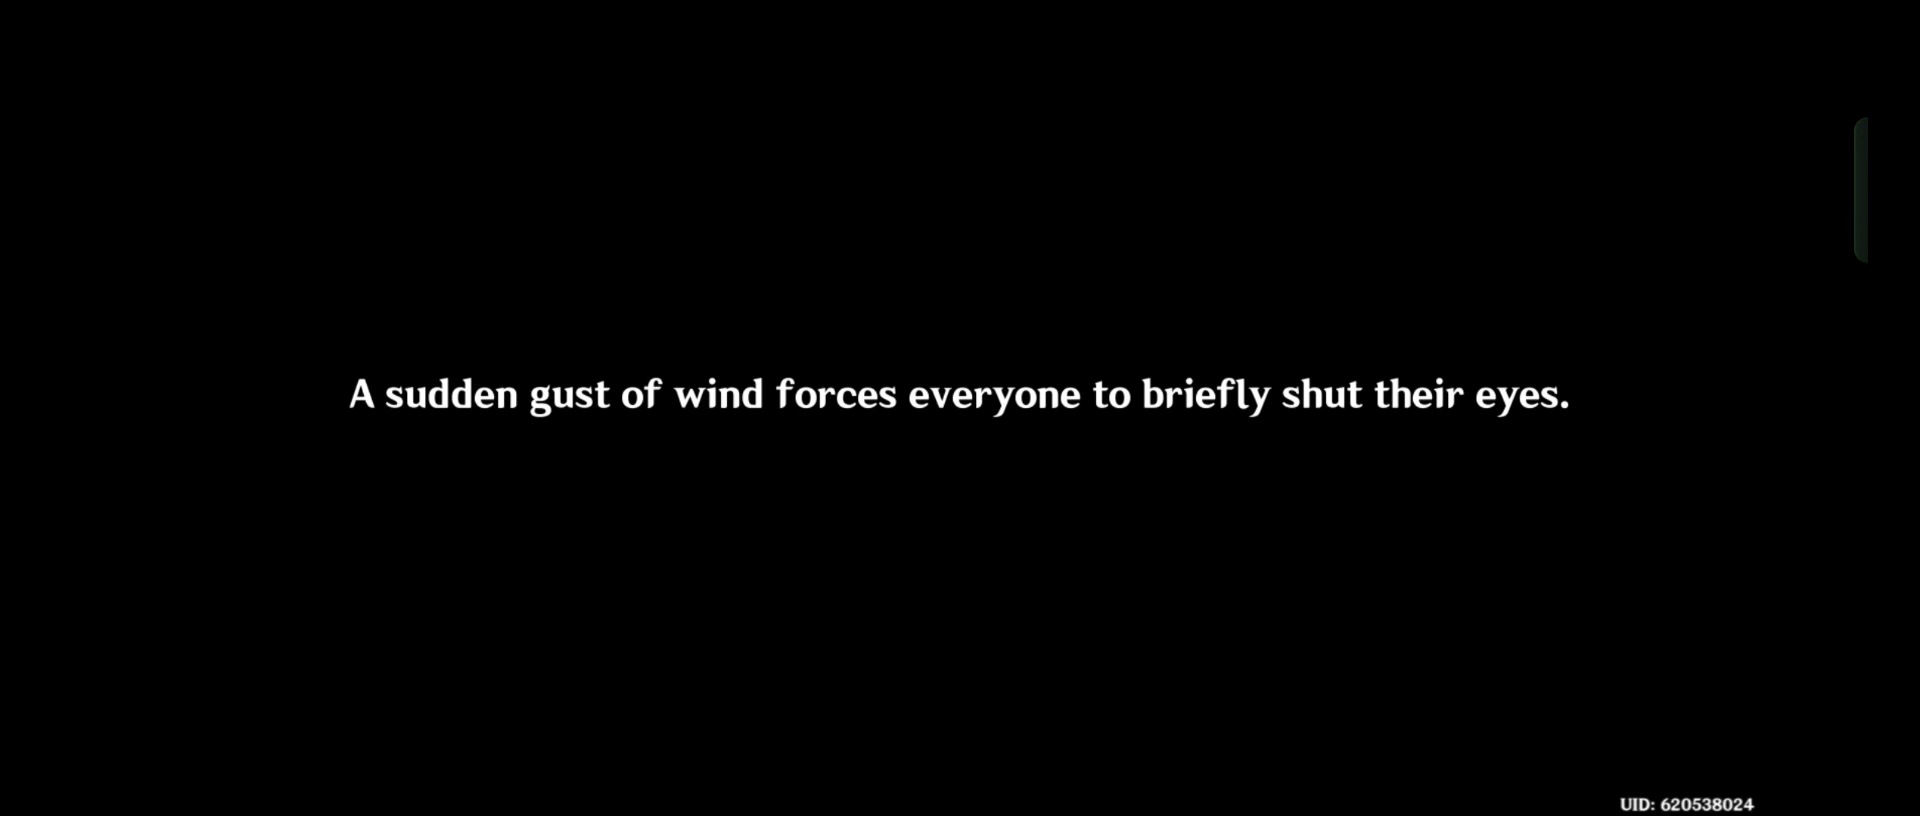 A sudden gust of wind forces everyone to briefly shut their eyes.
UID: 620538024